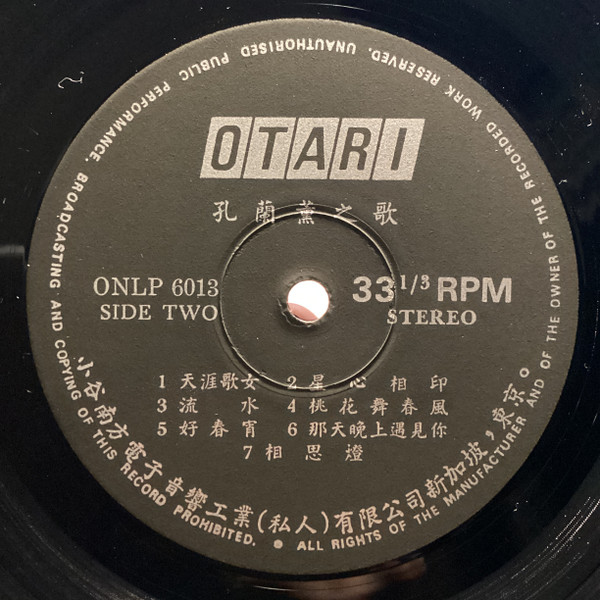 OTARI
孔蘭薰之歌
ONLP 6013
SIDE TWO
33 1/3 RPM
STEREO
1 天涯歌女 2 星心相印
3 流水 4 桃花舞春風
5 好春宵 6 那天晚上遇見你
7 相思燈
小谷南方電子音響工業(私人)有限公司新加坡,東京。
ALL RIGHTS OF THE MANUFACTURER AND OF THE OWNER OF THE RECORDED WORK RESERVED. UNAUTHORISED PUBLIC PERFORMANCE, BROADCASTING AND COPYING OF THIS RECORD PROHIBITED.